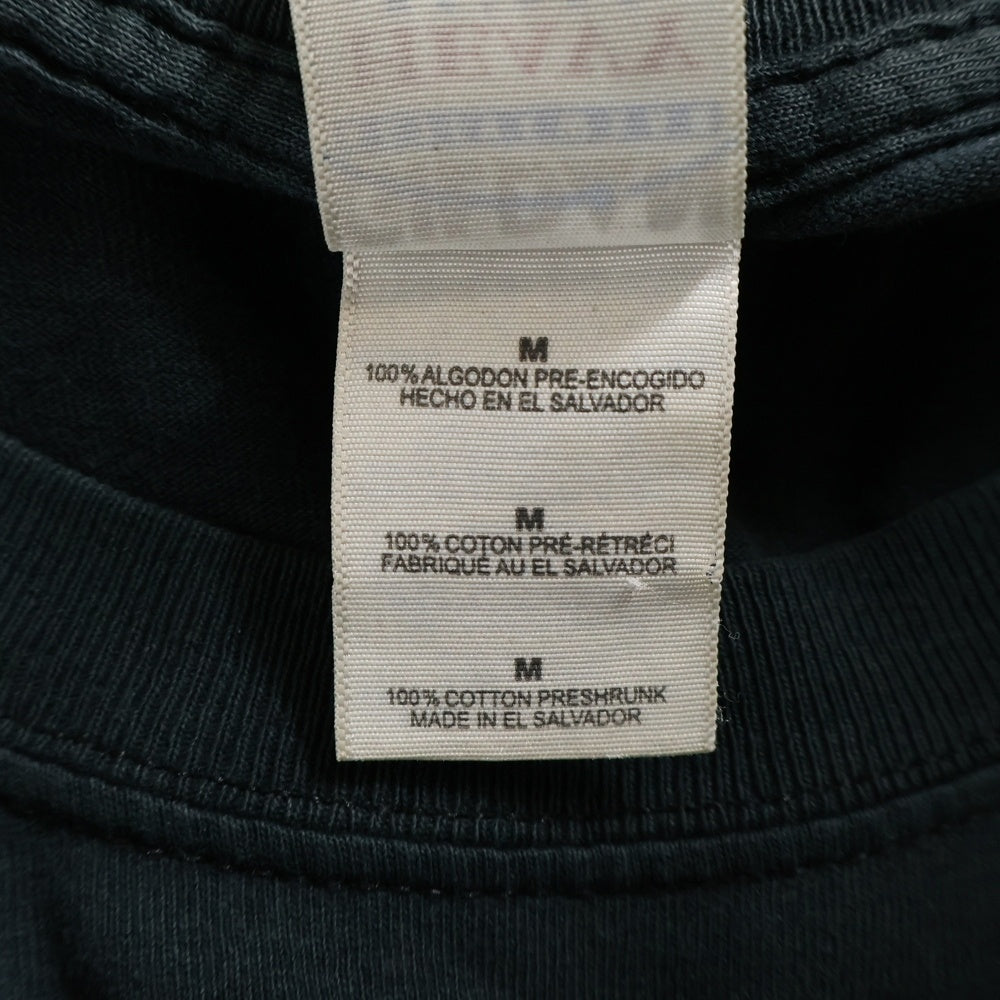 M
100% ALGODON PRE-ENCOGIDO
HECHO EN EL SALVADOR
M
100% COTON PRÉ-RÉTRÉCI
FABRIQUE AU EL SALVADOR
M
100% COTTON PRESHRUNK
MADE IN EL SALVADOR